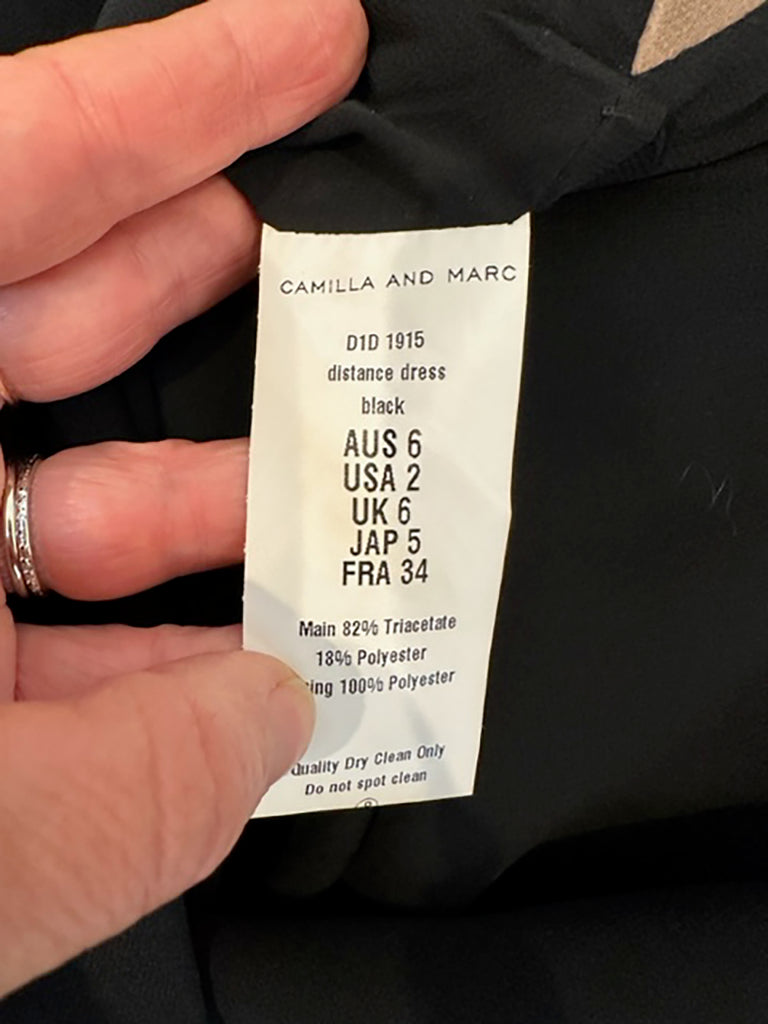 CAMILLA AND MARC
D1D 1915
distance dress
black
AUS 6
USA 2
UK 6
JAP 5
FRA 34
Main 82% Triacetate
18% Polyester
ing 100% Polyester
Quality Dry Clean Only
Do not spot clean